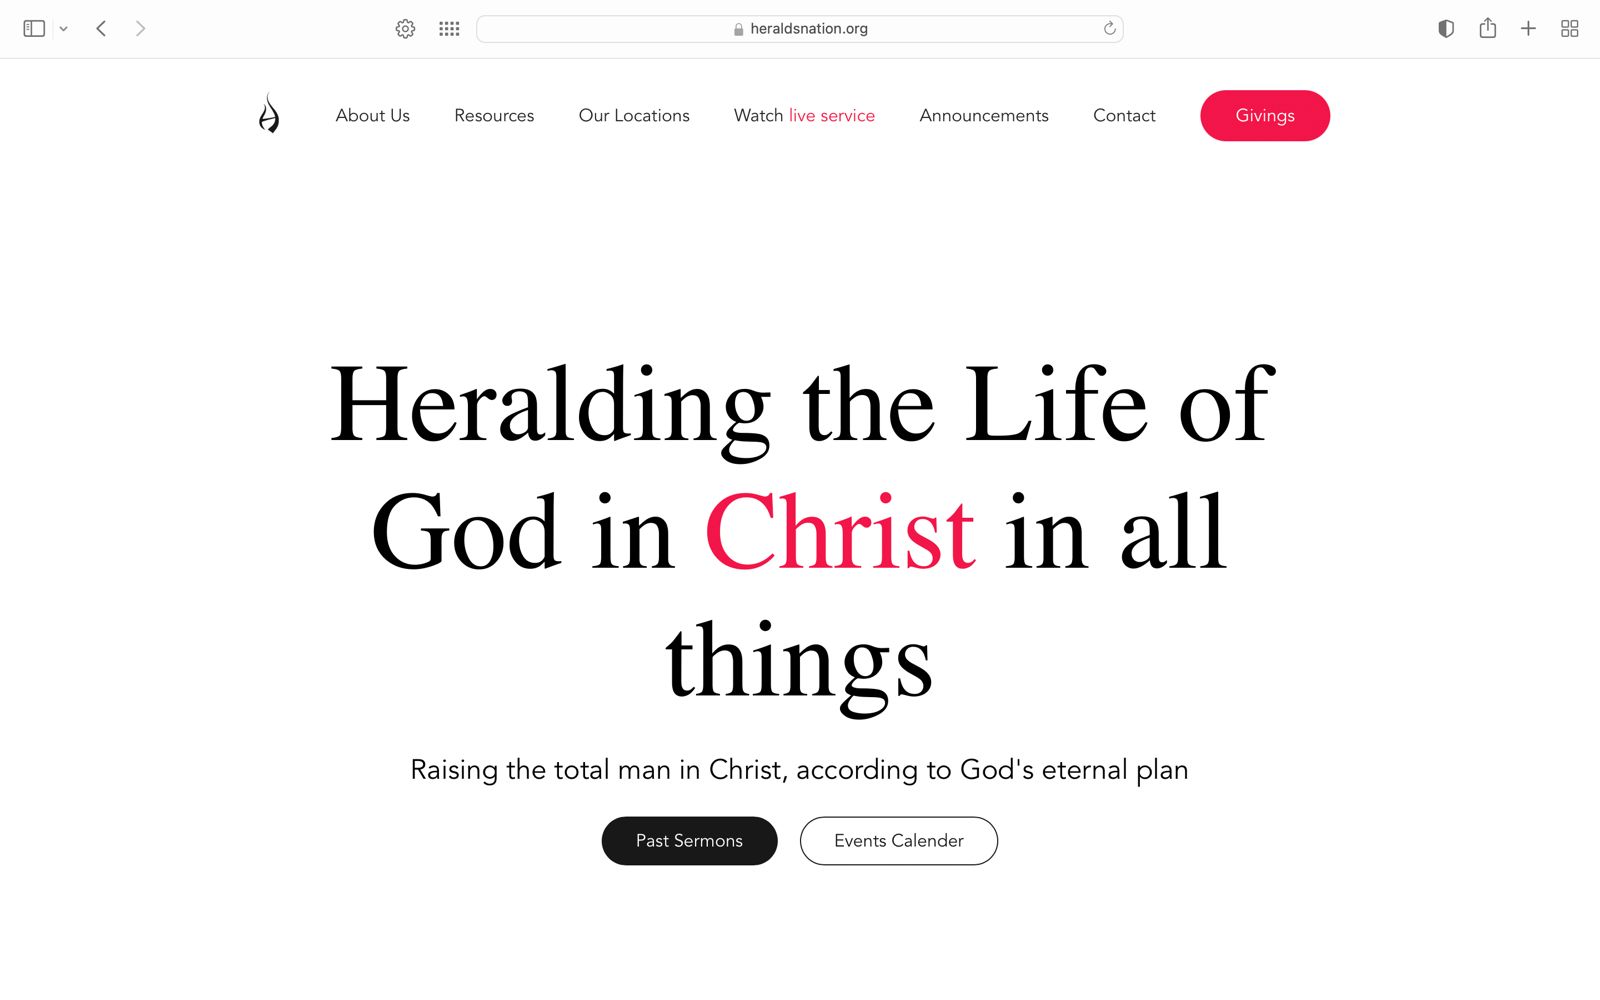 heraldsnation.org
About Us
Resources
Our Locations
Watch live service
Announcements
Contact
Givings
Heralding the Life of
God in Christ in all
things
Raising the total man in Christ, according to God's eternal plan
Past Sermons
Events Calender